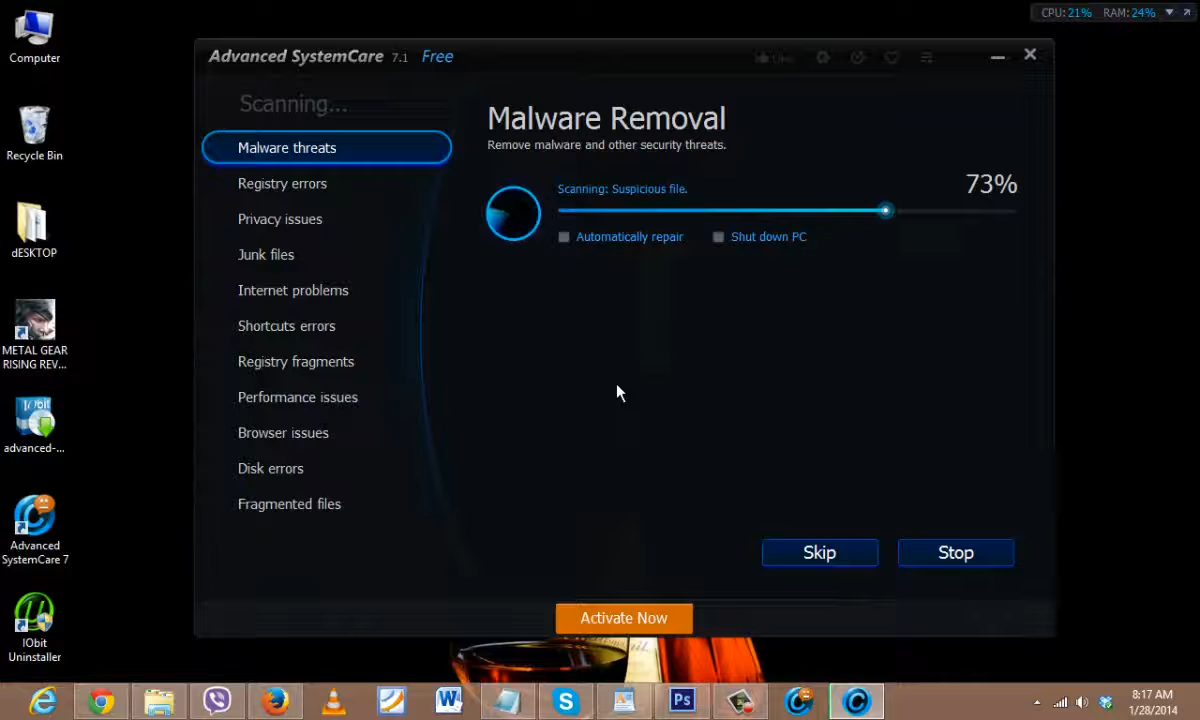 CPU: 21% RAM: 24%
Computer
Recycle Bin
dESKTOP
METAL GEAR
RISING REV...
advanced-...
Advanced
SystemCare 7
IObit
Uninstaller
Advanced SystemCare 7.1 Free
Scanning...
Malware threats
Registry errors
Privacy issues
Junk files
Internet problems
Shortcuts errors
Registry fragments
Performance issues
Browser issues
Disk errors
Fragmented files
Malware Removal
Remove malware and other security threats.
Scanning: Suspicious file.
73%
Automatically repair
Shut down PC
Skip
Stop
Activate Now
8:17 AM
1/28/2014